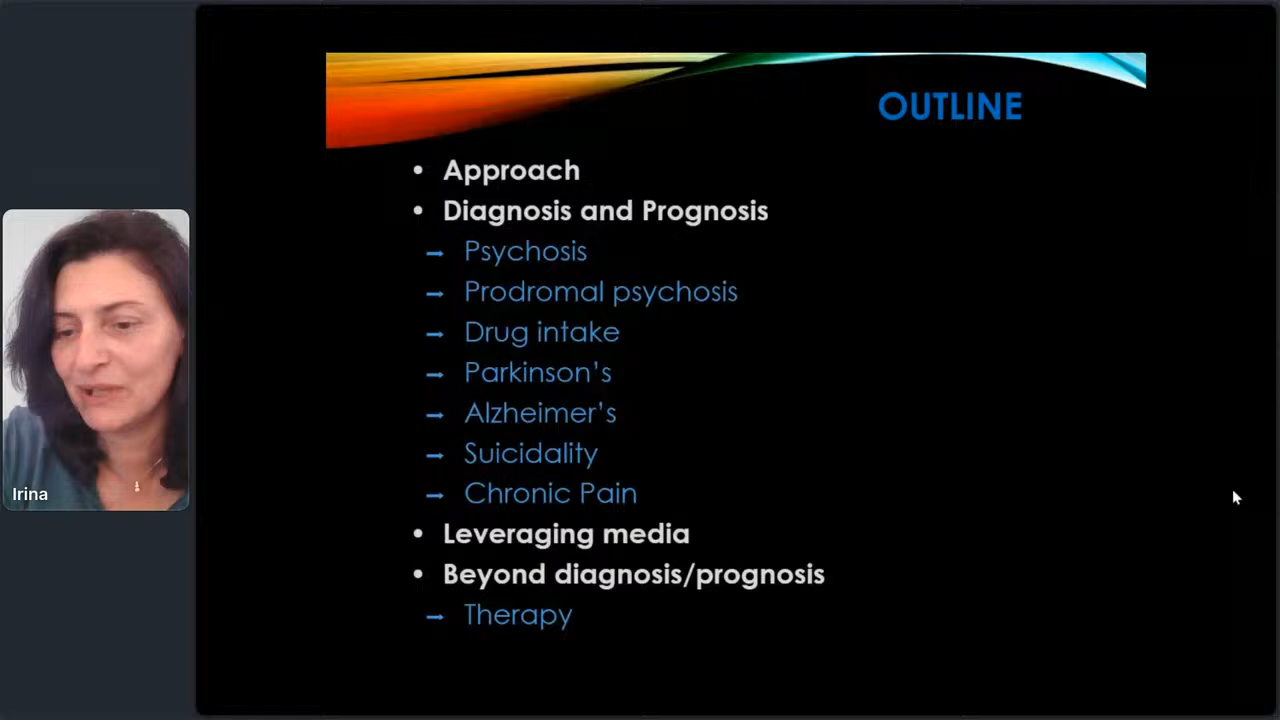 OUTLINE
• Approach
• Diagnosis and Prognosis
→ Psychosis
→ Prodromal psychosis
→ Drug intake
→ Parkinson's
→ Alzheimer's
→ Suicidality
→ Chronic Pain
• Leveraging media
• Beyond diagnosis/prognosis
→ Therapy
Irina